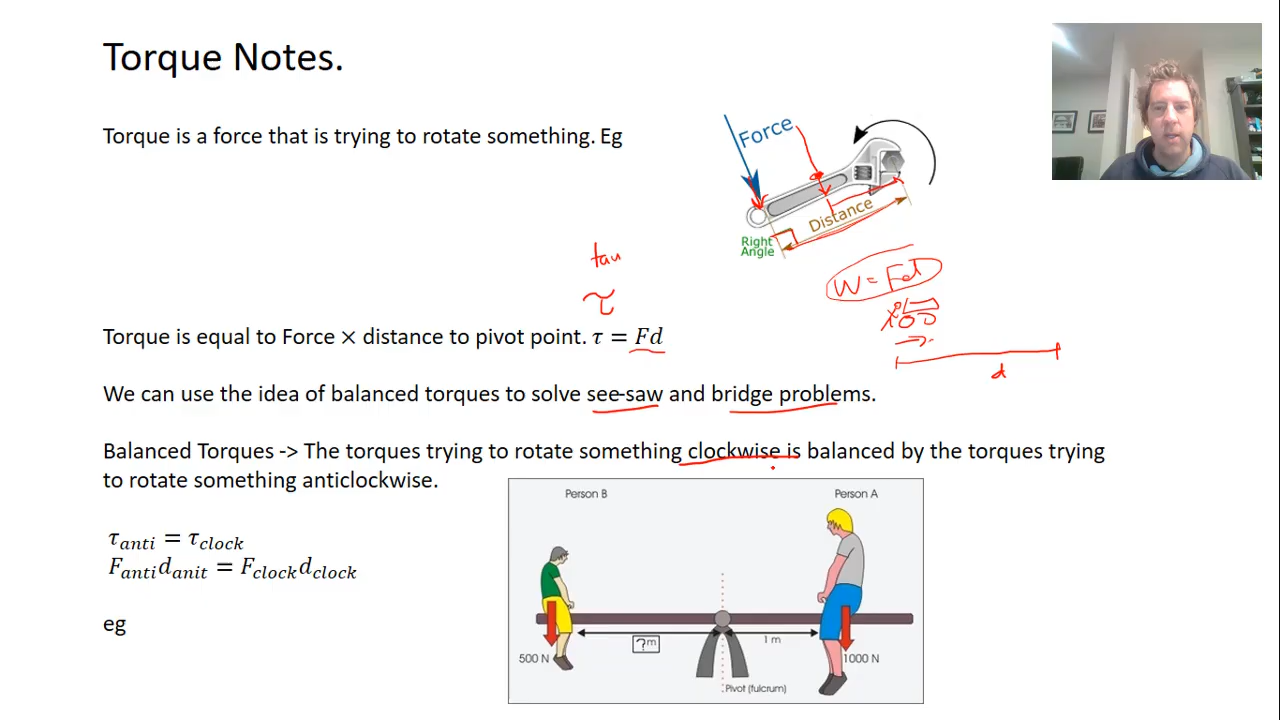 Torque Notes.
Torque is a force that is trying to rotate something. Eg
Force
Distance
Right
Angle
tau
τ
W = Fd
Torque is equal to Force × distance to pivot point. τ = Fd
d
We can use the idea of balanced torques to solve see-saw and bridge problems.
Balanced Torques -> The torques trying to rotate something clockwise is balanced by the torques trying
to rotate something anticlockwise.
Person B
Person A
τanti = τclock
Fantidanit = Fclockdclock
eg
?m
1 m
500 N
1000 N
Pivot (fulcrum)